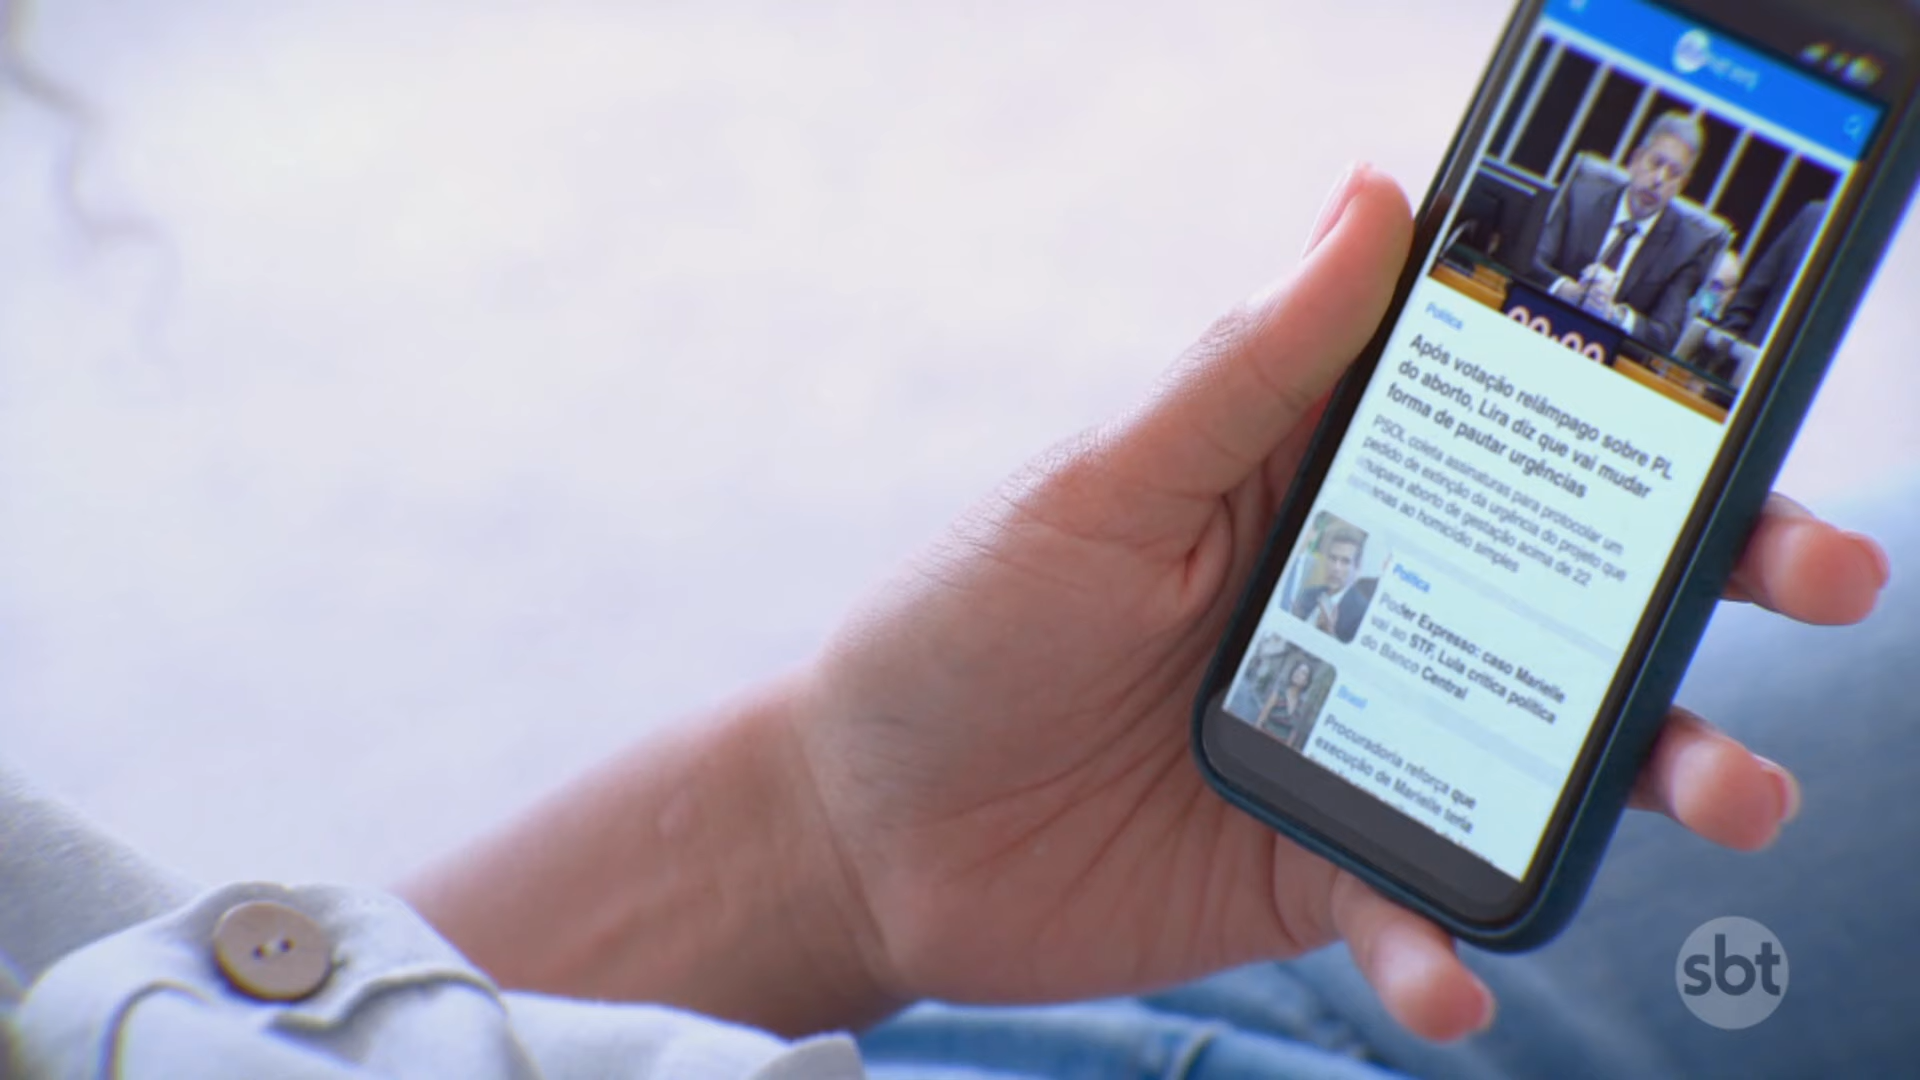 news
Política
Após votação relâmpago sobre PL
do aborto, Lira diz que vai mudar
forma de pautar urgências
PSOL coleta assinaturas para protocolar um
pedido de extinção da urgência do projeto que
equipara aborto de gestação acima de 22
semanas ao homicídio simples
00:00
Política
Poder Expresso: caso Marielle
vai ao STF, Lula critica política
do Banco Central
Brasil
Procuradoria reforça que
execução de Marielle teria
sbt